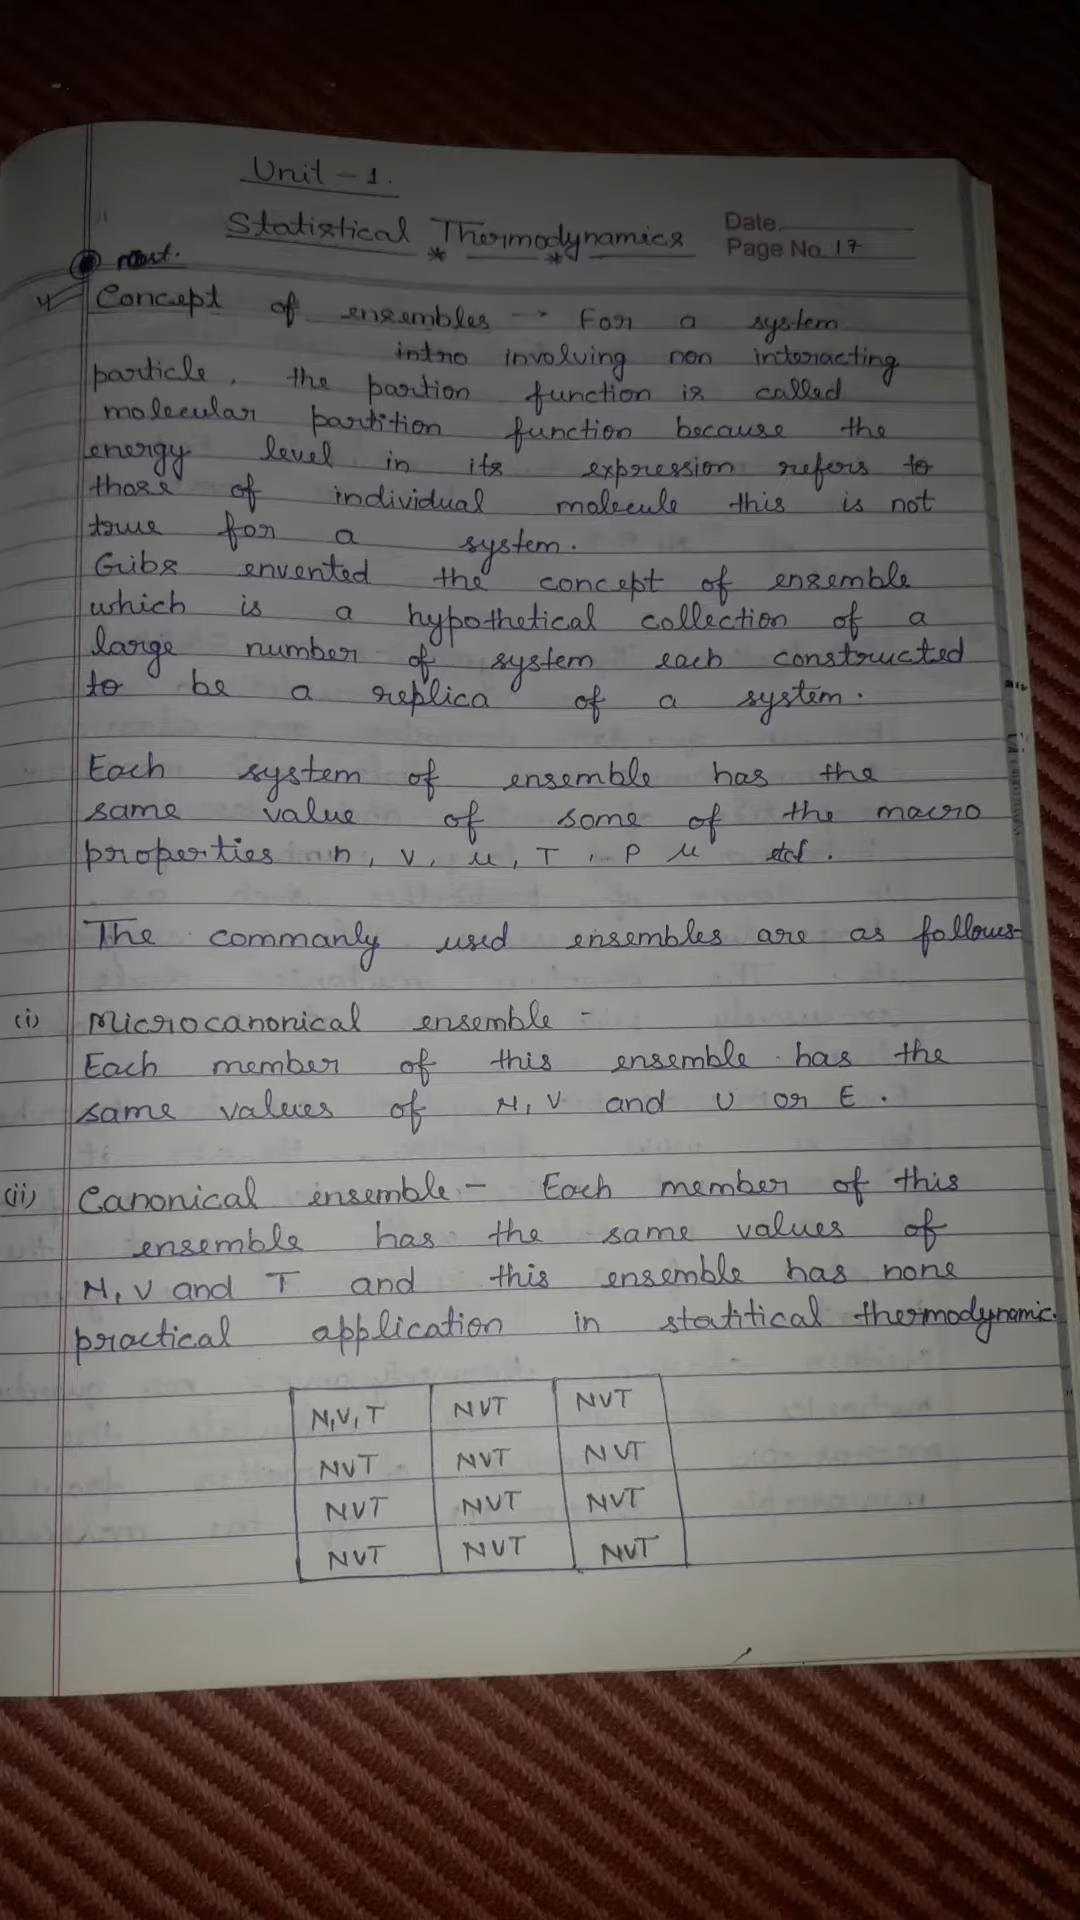 Unit - 1.
Statistical Thermodynamics
Date
Page No. 17
Concept of ensembles - For a system
intro involving non interacting
particle, the partion function is called
molecular partition function because the
energy level in its expression refers to
those of individual molecule this is not
true for a system.
Gibs envented the concept of ensemble
which is a hypothetical collection of a
large number of system each constructed
to be a replica of a system.
Each system of ensemble has the
same value of some of the macro
properties n, V, μ, T, P μ etc.
The commanly used ensembles are as follows-
(i) Microcanonical ensemble -
Each member of this ensemble has the
same values of N, V and U or E.
(ii) Canonical ensemble - Each member of this
ensemble has the same values of
N, V and T and this ensemble has none
practical application in statitical thermodynamic.
N,V,T NVT NVT
NVT NVT NVT
NVT NVT NVT
NVT NVT NVT